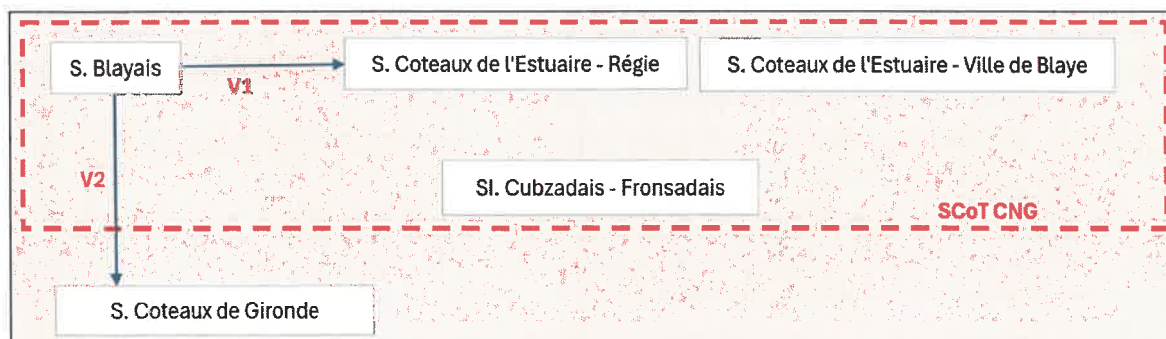 S. Blayais
S. Coteaux de l'Estuaire - Régie
S. Coteaux de l'Estuaire - Ville de Blaye
V1
V2
SI. Cubzadais - Fronsadais
SCoT CNG
S. Coteaux de Gironde